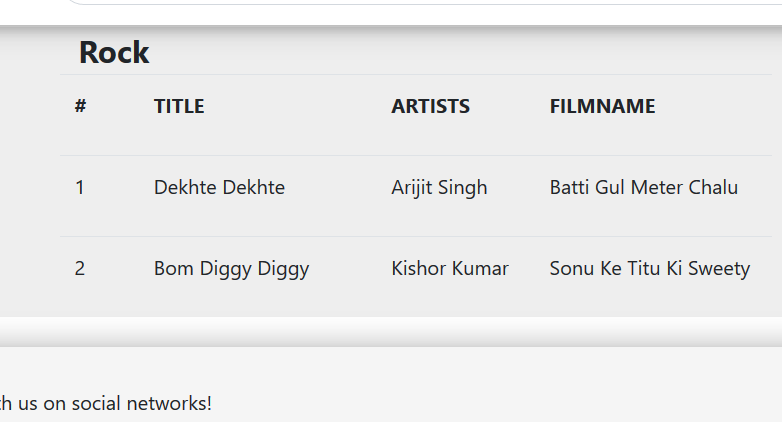 Rock
# TITLE ARTISTS FILMNAME
1 Dekhte Dekhte Arijit Singh Batti Gul Meter Chalu
2 Bom Diggy Diggy Kishor Kumar Sonu Ke Titu Ki Sweety
us on social networks!